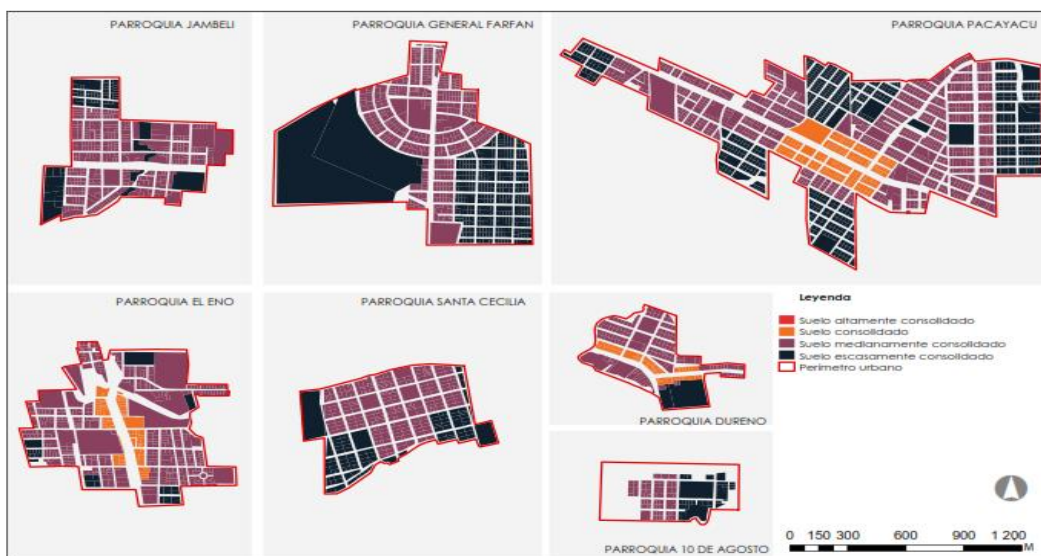 PARROQUIA JAMBELI
PARROQUIA GENERAL FARFAN
PARROQUIA PACAYACU
PARROQUIA EL ENO
PARROQUIA SANTA CECILIA
PARROQUIA DURENO
PARROQUIA 10 DE AGOSTO
Leyenda
Suelo altamente consolidado
Suelo consolidado
Suelo medianamente consolidado
Suelo escasamente consolidado
Perímetro urbano
0 150 300 600 900 1 200
M